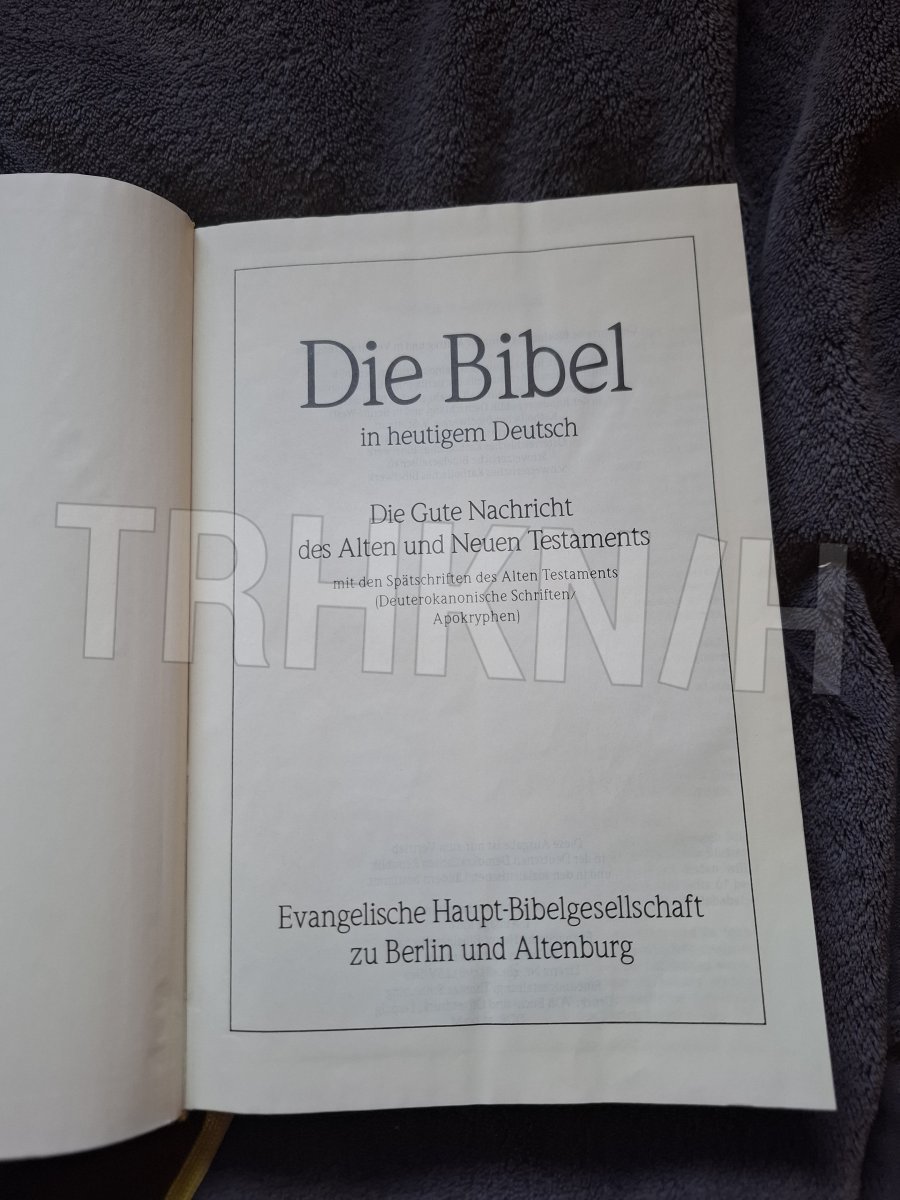 Die Bibel
in heutigem Deutsch
Die Gute Nachricht
des Alten und Neuen Testaments
mit den Spätschriften des Alten Testaments
(Deuterokanonische Schriften/
Apokryphen)
TRHKN/H
Evangelische Haupt-Bibelgesellschaft
zu Berlin und Altenburg